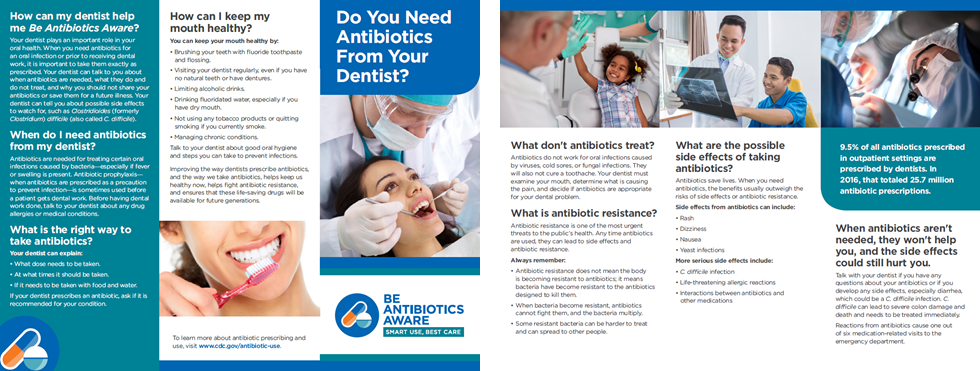 How can my dentist help
me Be Antibiotics Aware?
Your dentist plays an important role in your
oral health. When you need antibiotics for
an oral infection or prior to receiving dental
work, it is important to take them exactly as
prescribed. Your dentist can talk to you about
when antibiotics are needed, what they do and
do not treat, and why you should not share your
antibiotics or save them for a future illness. Your
dentist can tell you about possible side effects
to watch for, such as Clostridioides (formerly
Clostridium) difficile (also called C. difficile).
When do I need antibiotics
from my dentist?
Antibiotics are needed for treating certain oral
infections caused by bacteria—especially if fever
or swelling is present. Antibiotic prophylaxis—
when antibiotics are prescribed as a precaution
to prevent infection—is sometimes used before
a patient gets dental work. Before having dental
work done, talk to your dentist about any drug
allergies or medical conditions.
What is the right way to
take antibiotics?
Your dentist can explain:
• What dose needs to be taken.
• At what times it should be taken.
• If it needs to be taken with food and water.
If your dentist prescribes an antibiotic, ask if it is
recommended for your condition.
How can I keep my
mouth healthy?
You can keep your mouth healthy by:
• Brushing your teeth with fluoride toothpaste
and flossing.
• Visiting your dentist regularly, even if you have
no natural teeth or have dentures.
• Limiting alcoholic drinks.
• Drinking fluoridated water, especially if you
have dry mouth.
• Not using any tobacco products or quitting
smoking if you currently smoke.
• Managing chronic conditions.
Talk to your dentist about good oral hygiene
and steps you can take to prevent infections.
Improving the way dentists prescribe antibiotics,
and the way we take antibiotics, helps keep us
healthy now, helps fight antibiotic resistance,
and ensures that these life-saving drugs will be
available for future generations.
To learn more about antibiotic prescribing and
use, visit www.cdc.gov/antibiotic-use.
Do You Need
Antibiotics
From Your
Dentist?
BE
ANTIBIOTICS
AWARE
SMART USE, BEST CARE
What don't antibiotics treat?
Antibiotics do not work for oral infections caused
by viruses, cold sores, or fungal infections. They
will also not cure a toothache. Your dentist must
examine your mouth, determine what is causing
the pain, and decide if antibiotics are appropriate
for your dental problem.
What is antibiotic resistance?
Antibiotic resistance is one of the most urgent
threats to the public's health. Any time antibiotics
are used, they can lead to side effects and
antibiotic resistance.
Always remember:
• Antibiotic resistance does not mean the body
is becoming resistant to antibiotics; it means
bacteria have become resistant to the antibiotics
designed to kill them.
• When bacteria become resistant, antibiotics
cannot fight them, and the bacteria multiply.
• Some resistant bacteria can be harder to treat
and can spread to other people.
What are the possible
side effects of taking
antibiotics?
Antibiotics save lives. When you need
antibiotics, the benefits usually outweigh the
risks of side effects or antibiotic resistance.
Side effects from antibiotics can include:
• Rash
• Dizziness
• Nausea
• Yeast infections
More serious side effects include:
• C. difficile infection
• Life-threatening allergic reactions
• Interactions between antibiotics and
other medications
9.5% of all antibiotics prescribed
in outpatient settings are
prescribed by dentists. In
2016, that totaled 25.7 million
antibiotic prescriptions.
When antibiotics aren't
needed, they won't help
you, and the side effects
could still hurt you.
Talk with your dentist if you have any
questions about your antibiotics or if you
develop any side effects, especially diarrhea,
which could be a C. difficile infection. C.
difficile can lead to severe colon damage and
death and needs to be treated immediately.
Reactions from antibiotics cause one out
of six medication-related visits to the
emergency department.